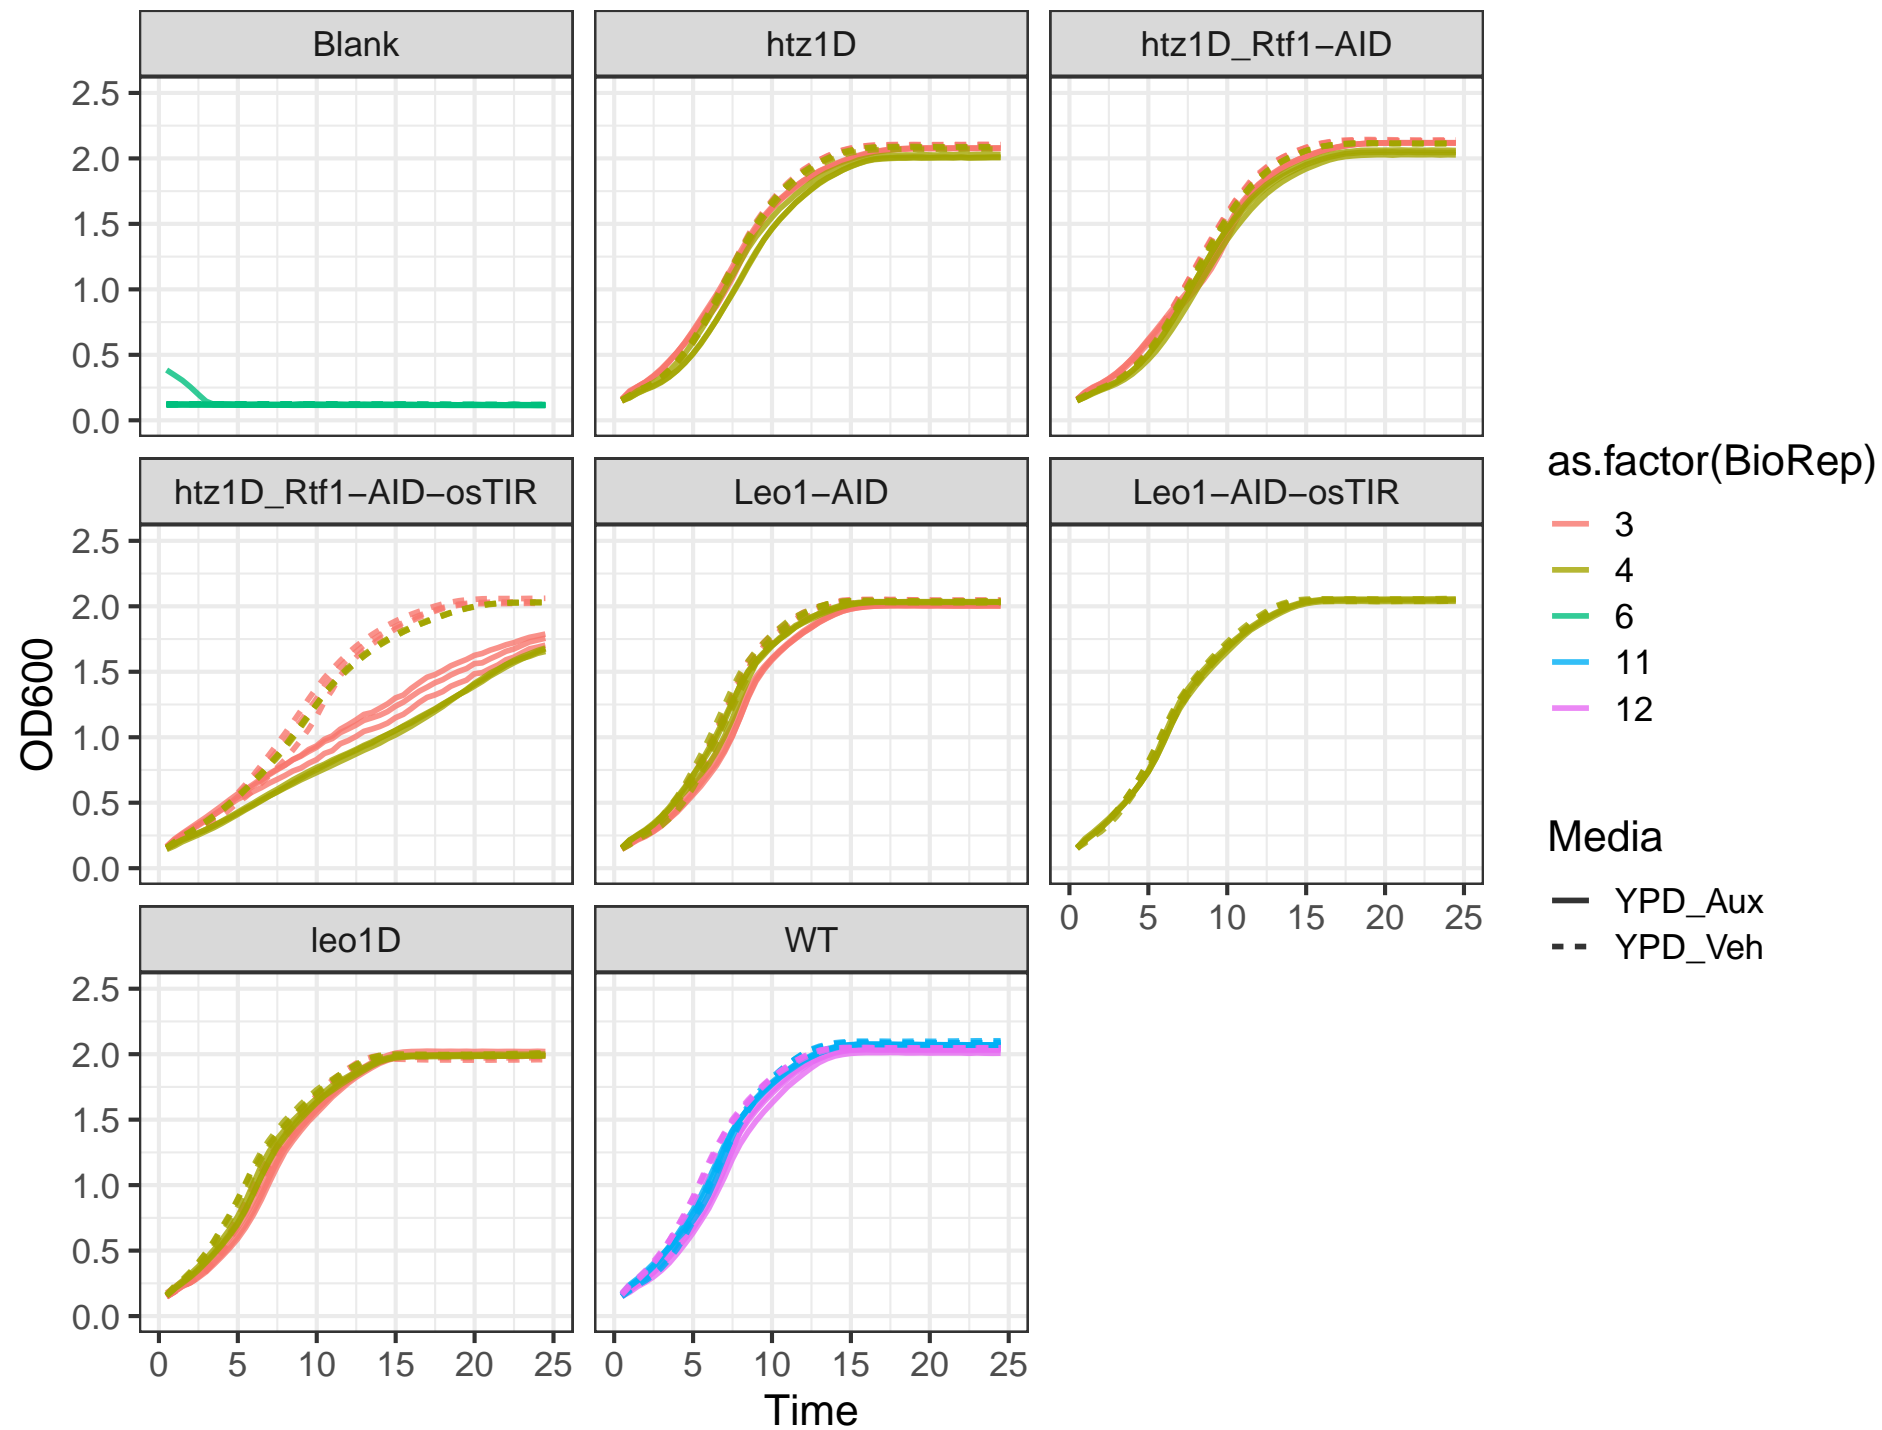 Blank
htz1D
htz1D_Rtf1−AID
2.5
2.0
1.5
1.0
0.5
0.0
htz1D_Rtf1−AID−osTIR
Leo1−AID
Leo1−AID−osTIR
2.5
2.0
1.5
1.0
0.5
0.0
0 5 10 15 20 25
leo1D
WT
2.5
2.0
1.5
1.0
0.5
0.0
0 5 10 15 20 25
0 5 10 15 20 25
Time
OD600
as.factor(BioRep)
3
4
6
11
12
Media
YPD_Aux
YPD_Veh